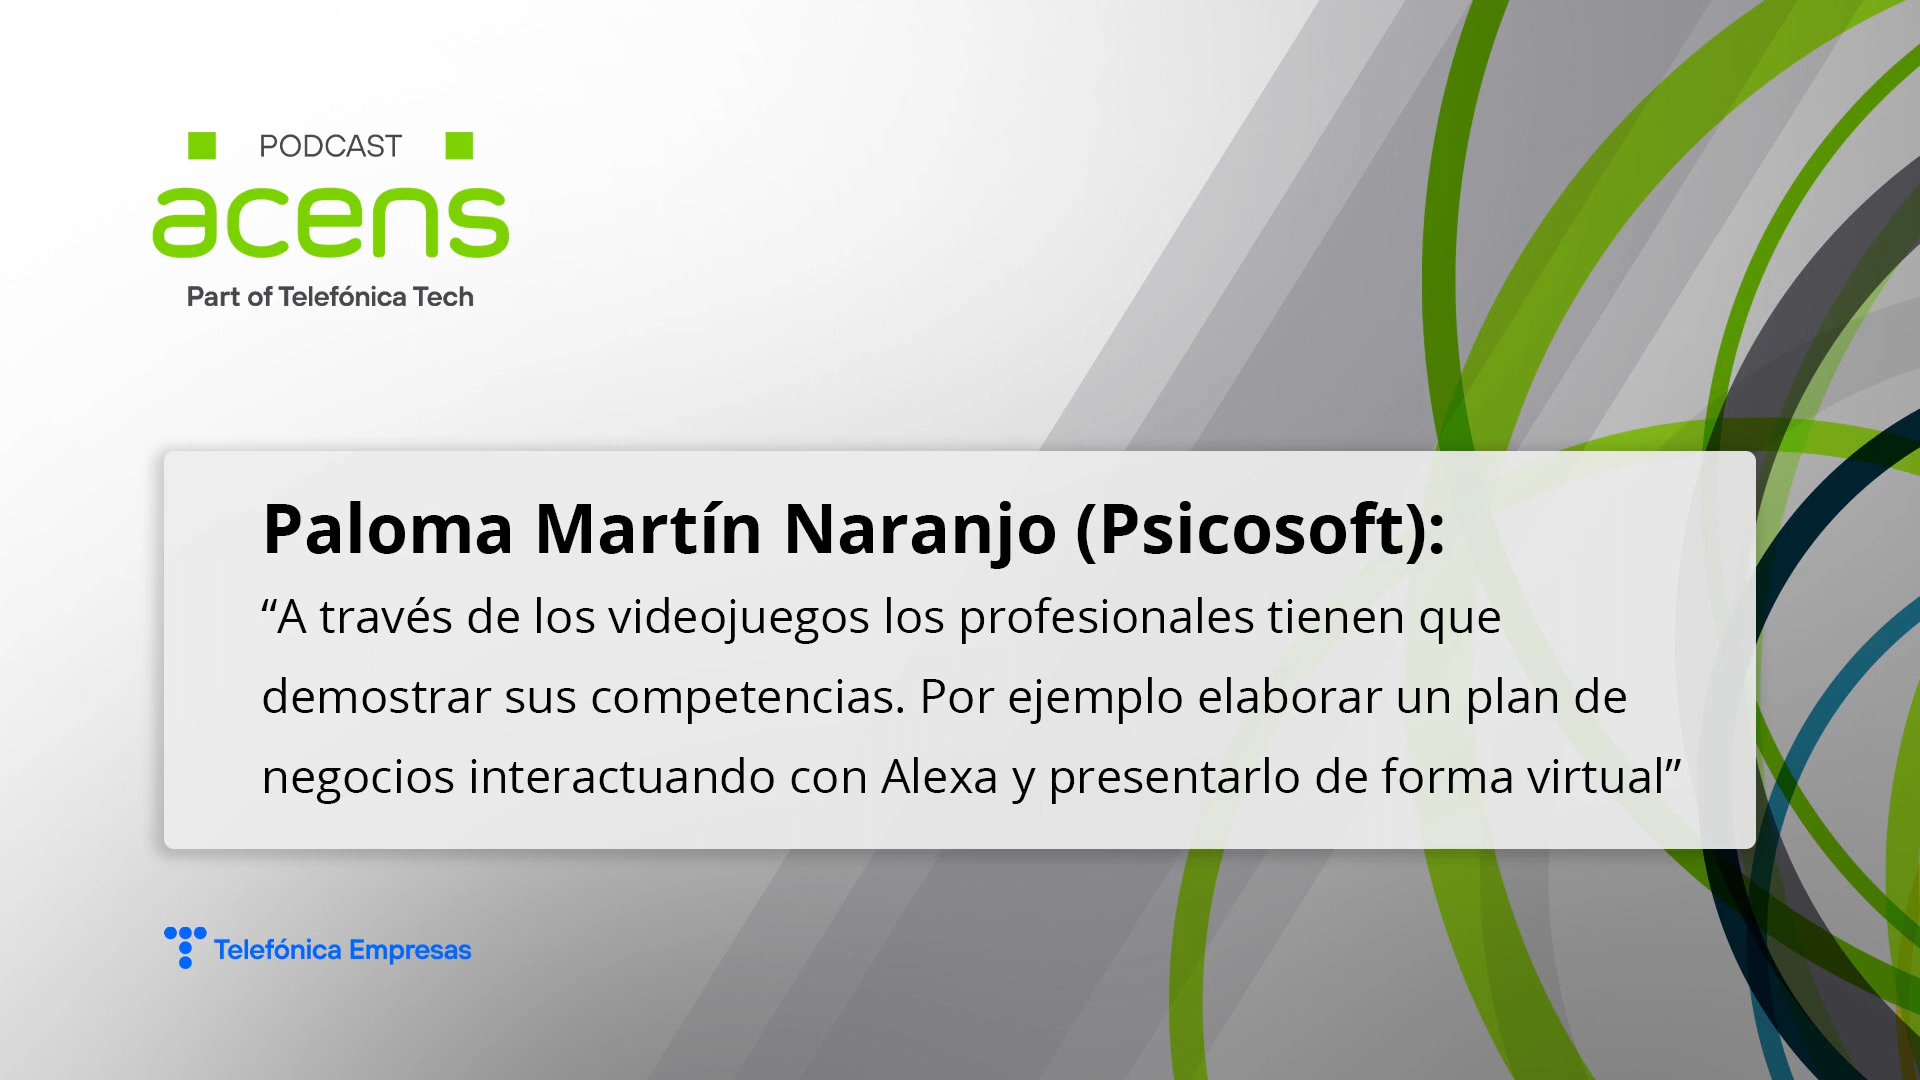 PODCAST
acens
Part of Telefónica Tech
Paloma Martín Naranjo (Psicosoft):
“A través de los videojuegos los profesionales tienen que
demostrar sus competencias. Por ejemplo elaborar un plan de
negocios interactuando con Alexa y presentarlo de forma virtual”
Telefónica Empresas